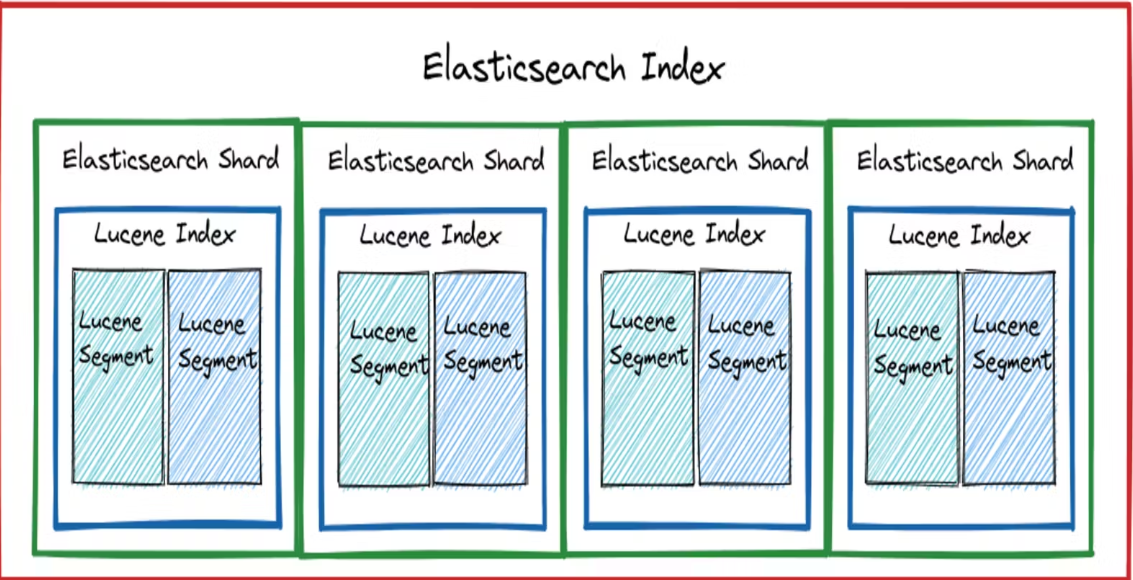 Elasticsearch Index
Elasticsearch Shard
Elasticsearch Shard
Elasticsearch Shard
Elasticsearch Shard
Lucene Index
Lucene Index
Lucene Index
Lucene Index
Lucene
Segment
Lucene
Segment
Lucene
Segment
Lucene
Segment
Lucene
Segment
Lucene
Segment
Lucene
Segment
Lucene
Segment